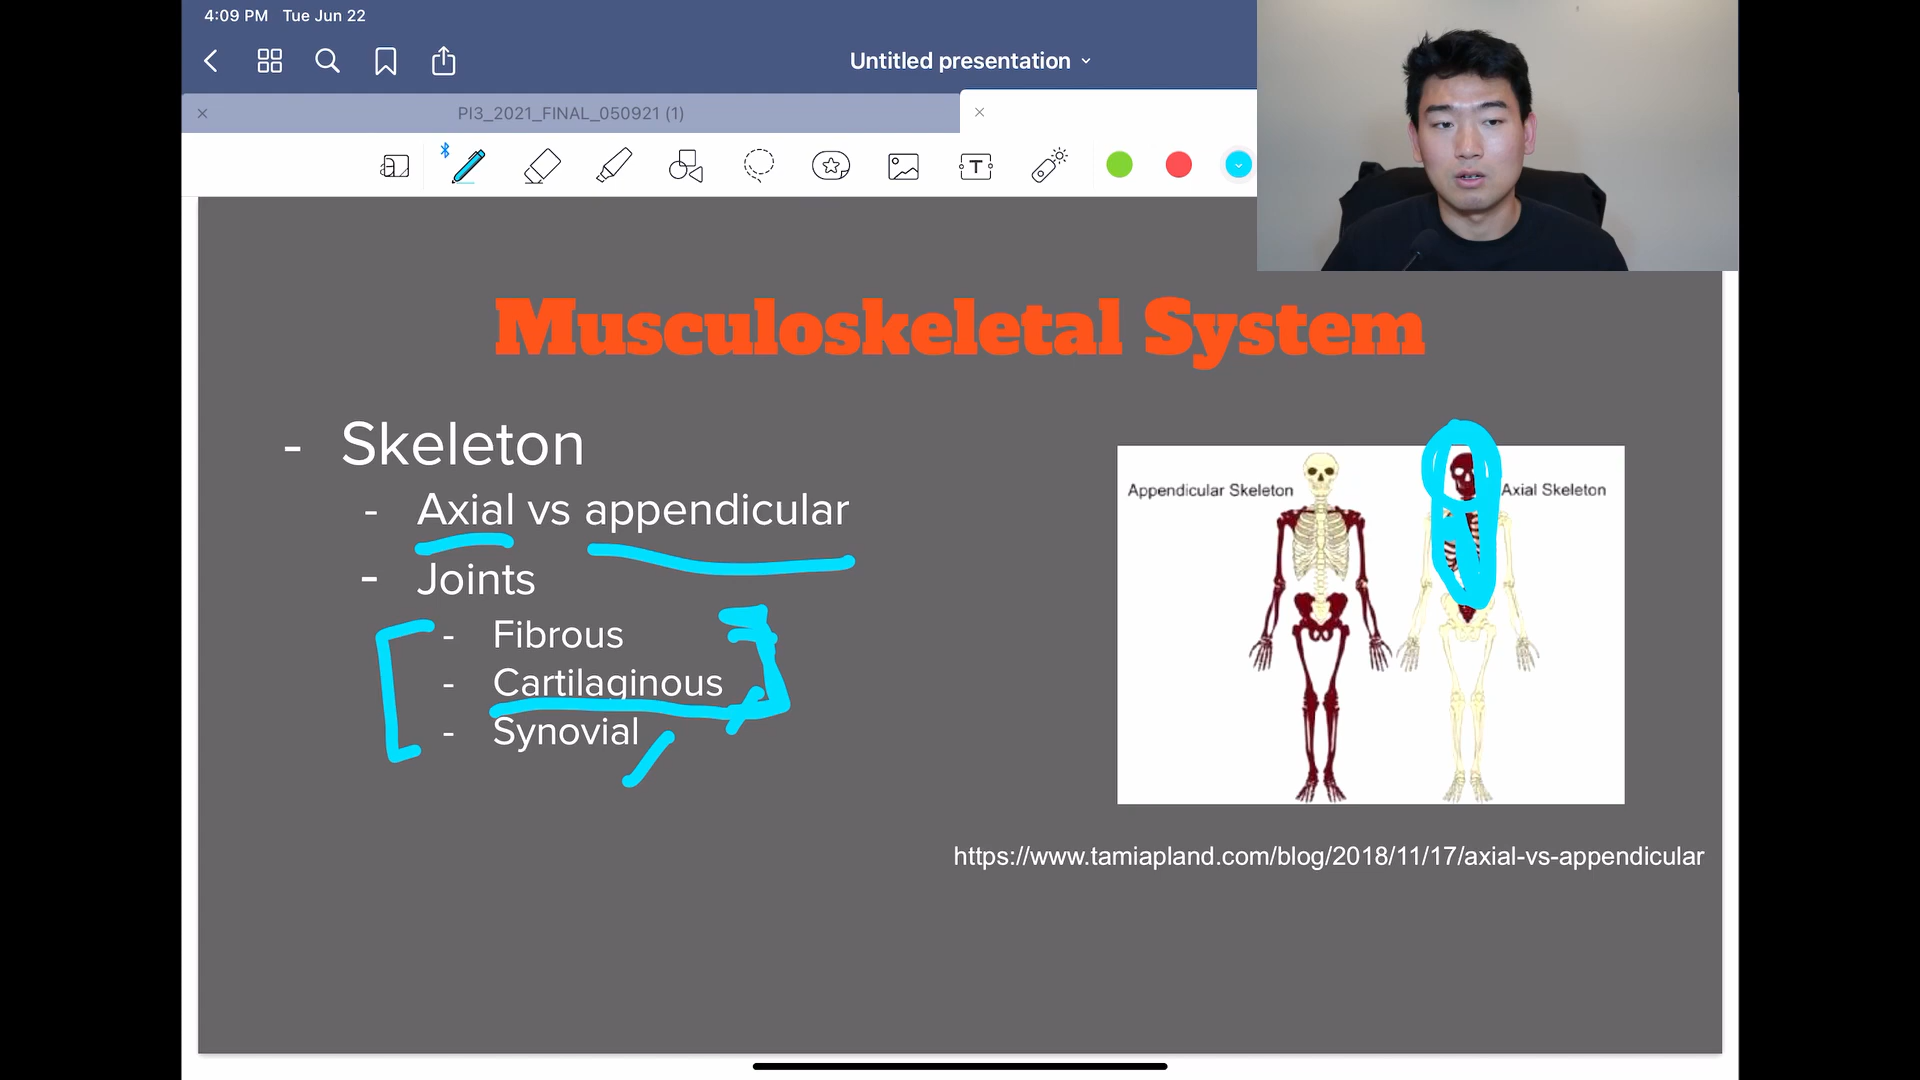 4:09 PM Tue Jun 22
Untitled presentation
PI3_2021_FINAL_050921 (1)
T
Musculoskeletal System
- Skeleton
- Axial vs appendicular
- Joints
- Fibrous
- Cartilaginous
- Synovial
Appendicular Skeleton
Axial Skeleton
https://www.tamiapland.com/blog/2018/11/17/axial-vs-appendicular